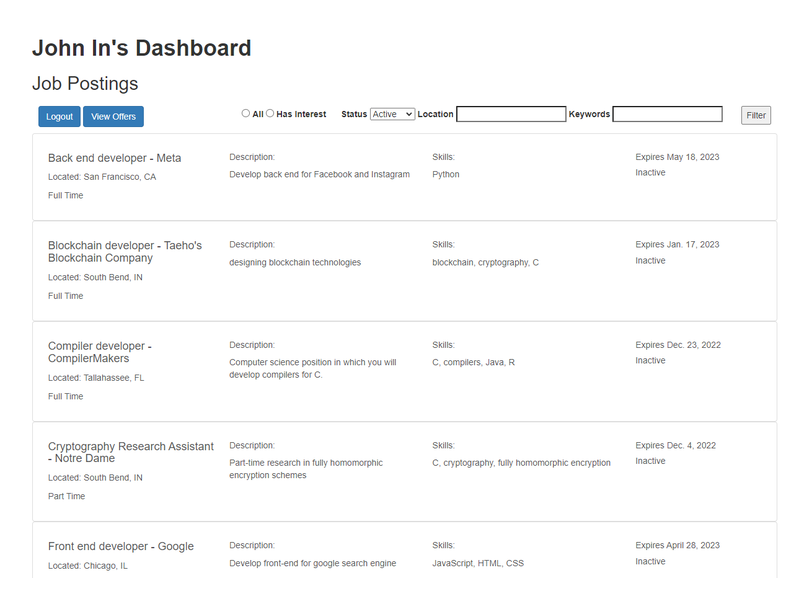 John In's Dashboard
Job Postings
Logout View Offers All Has Interest Status Active Location Keywords Filter
Back end developer - Meta
Located: San Francisco, CA
Full Time
Description:
Develop back end for Facebook and Instagram
Skills:
Python
Expires May 18, 2023
Inactive
Blockchain developer - Taeho's
Blockchain Company
Located: South Bend, IN
Full Time
Description:
designing blockchain technologies
Skills:
blockchain, cryptography, C
Expires Jan. 17, 2023
Inactive
Compiler developer -
CompilerMakers
Located: Tallahassee, FL
Full Time
Description:
Computer science position in which you will
develop compilers for C.
Skills:
C, compilers, Java, R
Expires Dec. 23, 2022
Inactive
Cryptography Research Assistant
- Notre Dame
Located: South Bend, IN
Part Time
Description:
Part-time research in fully homomorphic
encryption schemes
Skills:
C, cryptography, fully homomorphic encryption
Expires Dec. 4, 2022
Inactive
Front end developer - Google
Located: Chicago, IL
Description:
Develop front-end for google search engine
Skills:
JavaScript, HTML, CSS
Expires April 28, 2023
Inactive